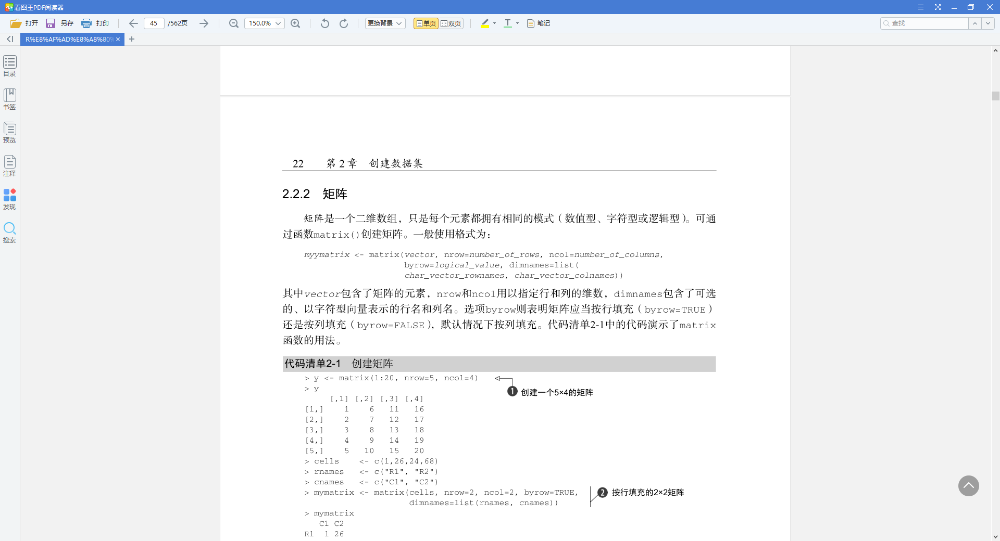 看图王PDF阅读器
打开 另存 打印 45 /562页 150.0% 更换背景 单页 双页 笔记 查找
R%E8%AF%AD%E8%A8%80%
目录
书签
预览
注释
发现
搜索
22 第 2 章 创建数据集
2.2.2 矩阵
矩阵是一个二维数组，只是每个元素都拥有相同的模式（数值型、字符型或逻辑型）。可通
过函数matrix()创建矩阵。一般使用格式为：
myymatrix <- matrix(vector, nrow=number_of_rows, ncol=number_of_columns,
byrow=logical_value, dimnames=list(
char_vector_rownames, char_vector_colnames))
其中vector包含了矩阵的元素，nrow和ncol用以指定行和列的维数，dimnames包含了可选
的、以字符型向量表示的行名和列名。选项byrow则表明矩阵应当按行填充（byrow=TRUE）
还是按列填充（byrow=FALSE），默认情况下按列填充。代码清单2-1中的代码演示了matrix
函数的用法。
代码清单2-1 创建矩阵
> y <- matrix(1:20, nrow=5, ncol=4)
> y
❶ 创建一个5×4的矩阵
[,1] [,2] [,3] [,4]
[1,] 1 6 11 16
[2,] 2 7 12 17
[3,] 3 8 13 18
[4,] 4 9 14 19
[5,] 5 10 15 20
> cells <- c(1,26,24,68)
> rnames <- c("R1", "R2")
> cnames <- c("C1", "C2")
> mymatrix <- matrix(cells, nrow=2, ncol=2, byrow=TRUE, ❷ 按行填充的2×2矩阵
dimnames=list(rnames, cnames))
> mymatrix
C1 C2
R1 1 26